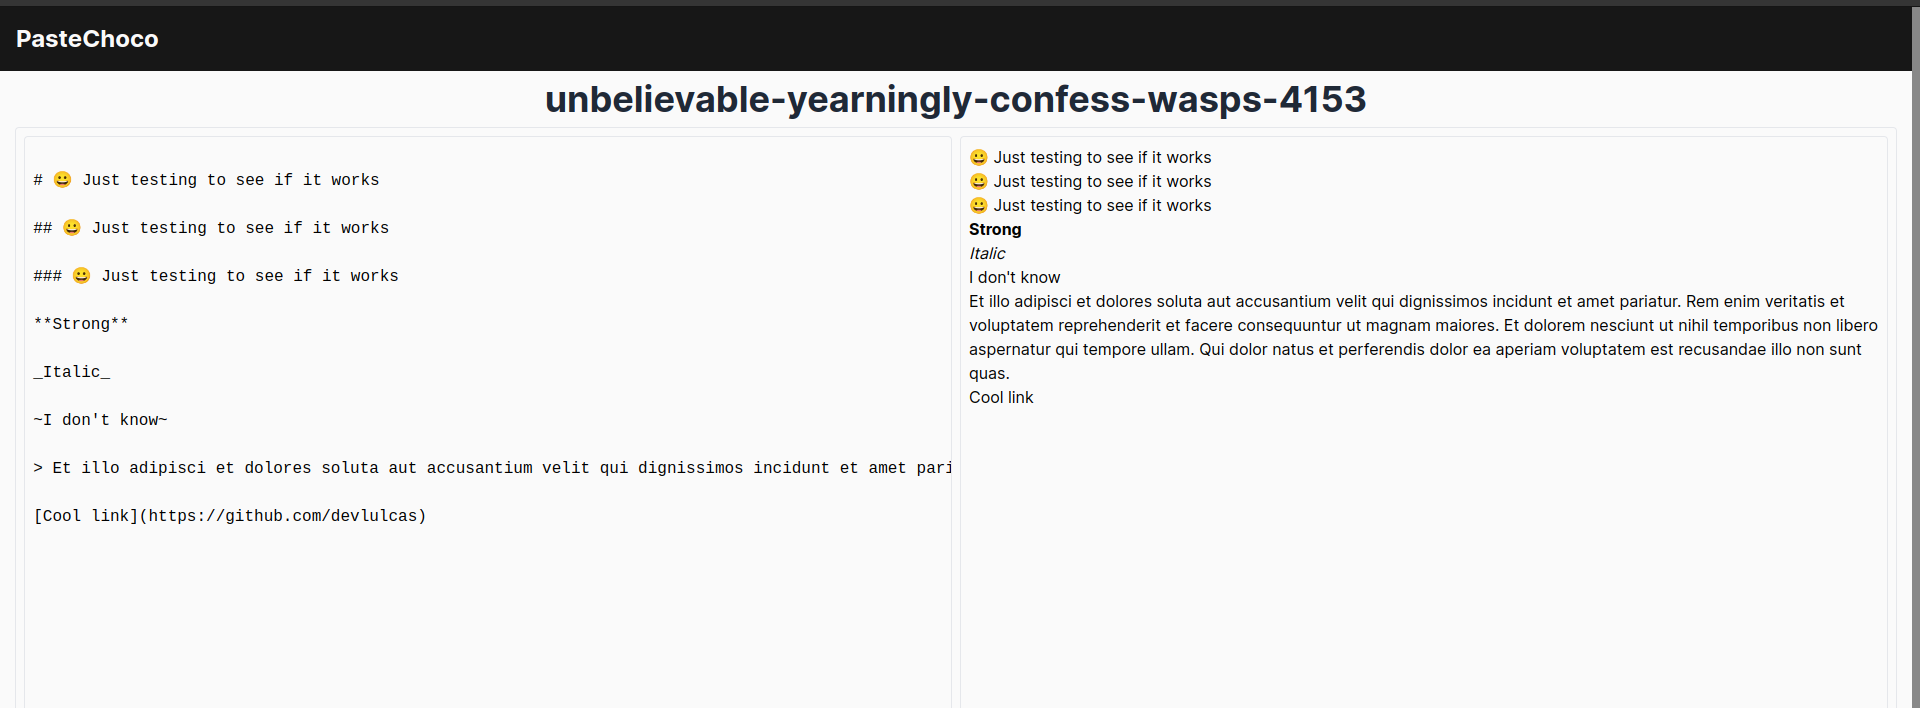 PasteChoco
unbelievable-yearningly-confess-wasps-4153
# 😀 Just testing to see if it works
## 😀 Just testing to see if it works
### 😀 Just testing to see if it works
**Strong**
_Italic_
~I don't know~
> Et illo adipisci et dolores soluta aut accusantium velit qui dignissimos incidunt et amet pari
[Cool link](https://github.com/devlulcas)
😀 Just testing to see if it works
😀 Just testing to see if it works
😀 Just testing to see if it works
Strong
Italic
I don't know
Et illo adipisci et dolores soluta aut accusantium velit qui dignissimos incidunt et amet pariatur. Rem enim veritatis et
voluptatem reprehenderit et facere consequuntur ut magnam maiores. Et dolorem nesciunt ut nihil temporibus non libero
aspernatur qui tempore ullam. Qui dolor natus et perferendis dolor ea aperiam voluptatem est recusandae illo non sunt
quas.
Cool link